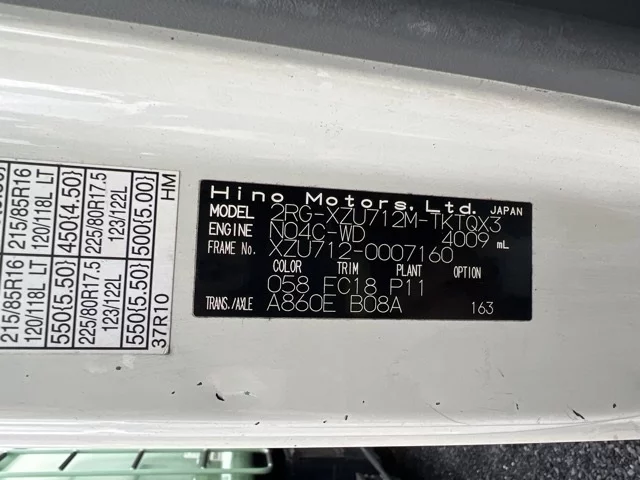 Hino Motors, Ltd. JAPAN
MODEL 2RG-XZU712M-TKTQX3
ENGINE N04C-WD 4009 mL
FRAME No. XZU712-0007160
COLOR TRIM PLANT OPTION
058 FC18 P11
TRANS./AXLE A860E B08A 163
215/85R16
120/118L LT
550(5.50)
225/80R17.5
123/122L
550(5.50)
37R10
215/85R16
120/118L LT
450(4.50)
225/80R17.5
123/122L
500(5.00)
HM